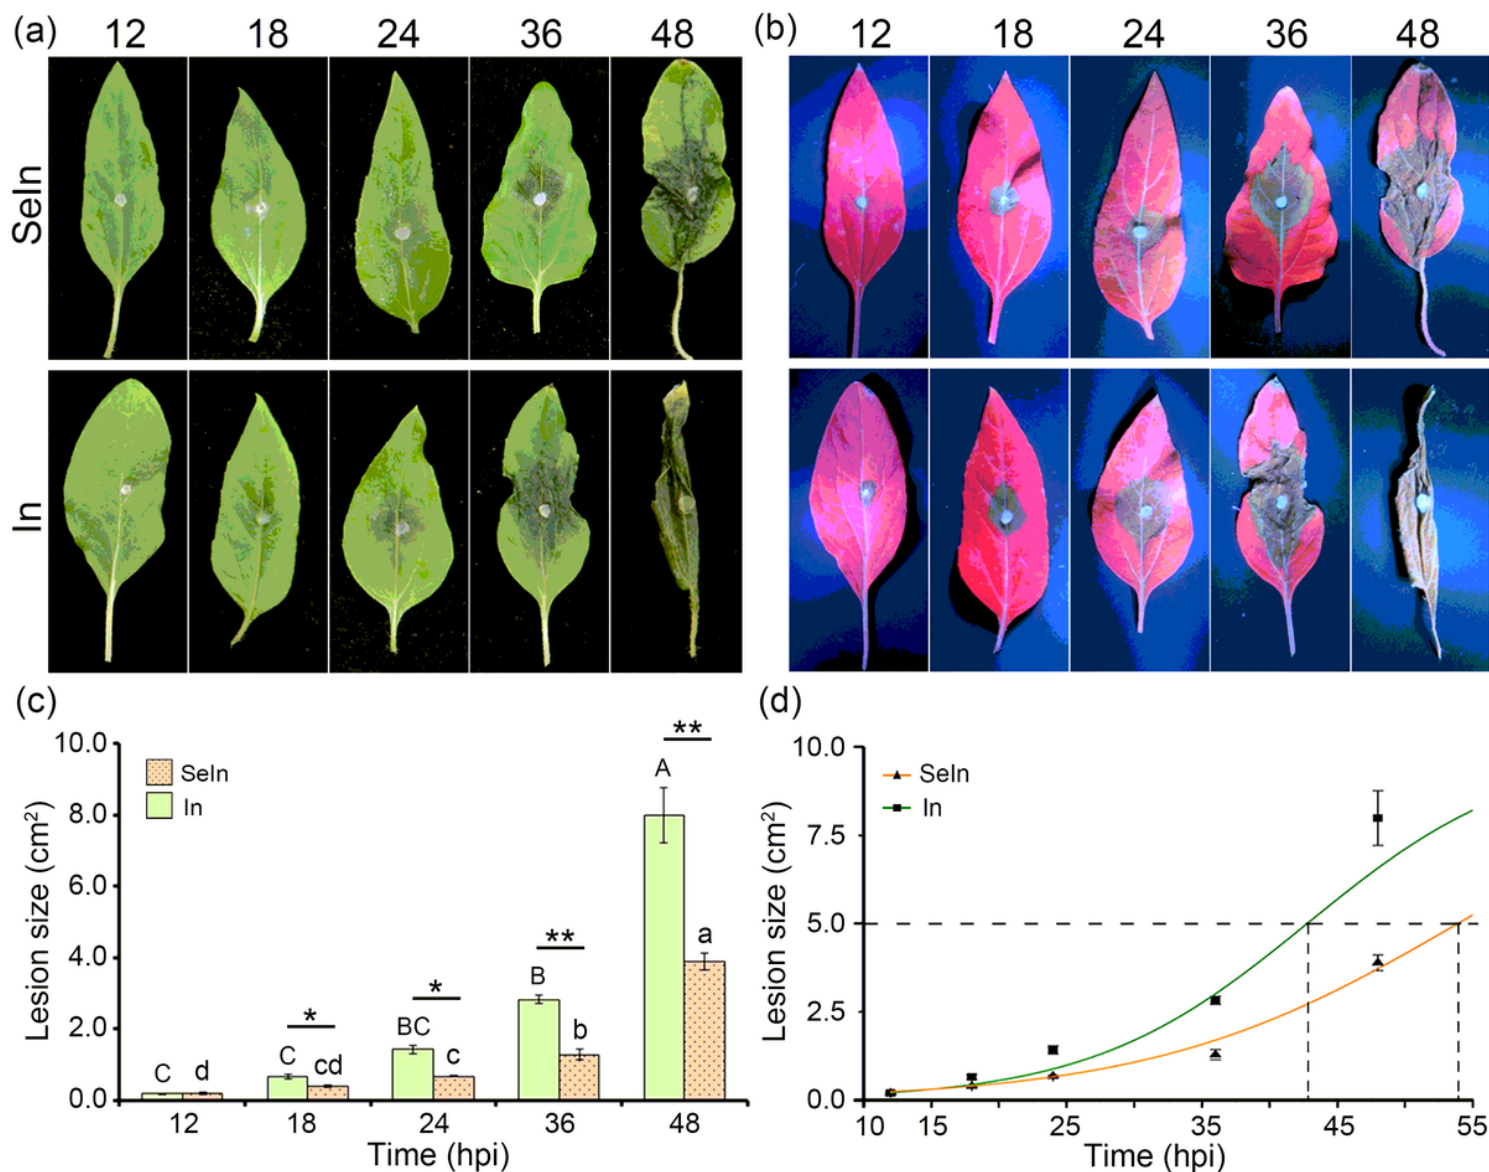 (a) 12 18 24 36 48
(b) 12 18 24 36 48
SeIn
In
(c)
Lesion size (cm²)
10.0
8.0
6.0
4.0
2.0
0.0
SeIn
In
C d
* C cd
* BC c
** B b
** A a
12 18 24 36 48
Time (hpi)
(d)
Lesion size (cm²)
10.0
7.5
5.0
2.5
0.0
SeIn
In
10 15 25 35 45 55
Time (hpi)